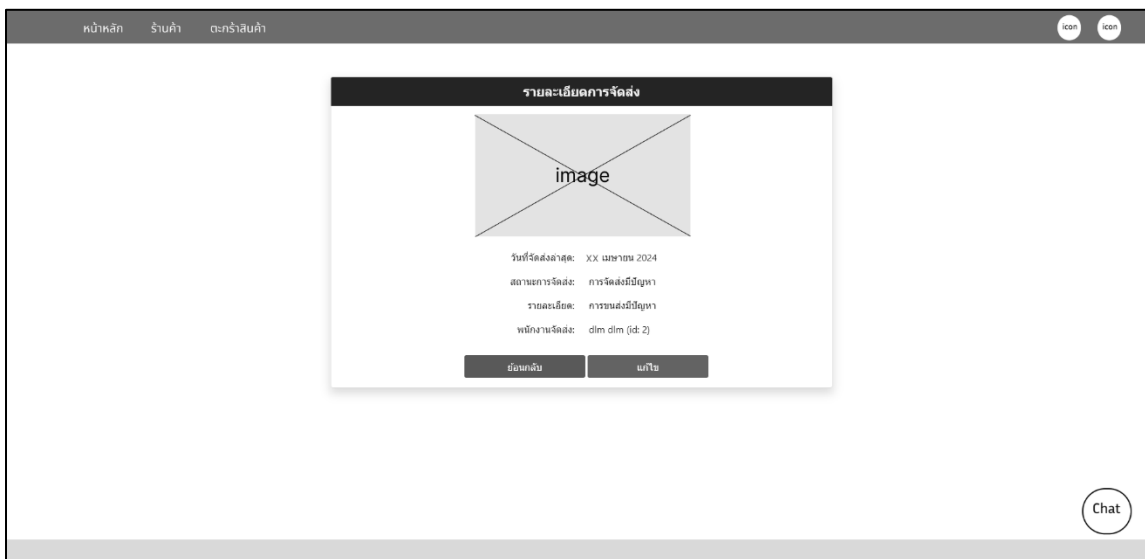 หน้าหลัก ร้านค้า ตะกร้าสินค้า icon icon
รายละเอียดการจัดส่ง
image
วันที่จัดส่งล่าสุด: XX เมษายน 2024
สถานะการจัดส่ง: การจัดส่งมีปัญหา
รายละเอียด: การขนส่งมีปัญหา
พนักงานจัดส่ง: dlm dlm (id: 2)
ย้อนกลับ แก้ไข
Chat